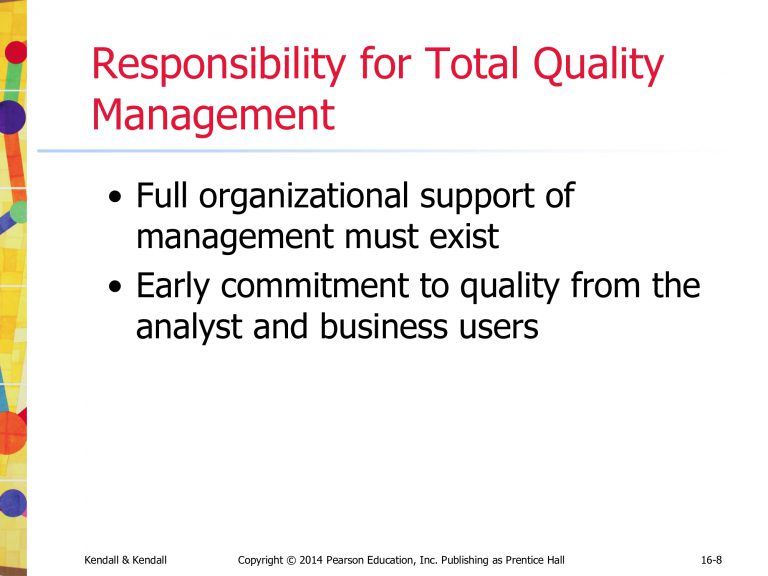 Responsibility for Total Quality
Management
• Full organizational support of
management must exist
• Early commitment to quality from the
analyst and business users
Kendall & Kendall Copyright © 2014 Pearson Education, Inc. Publishing as Prentice Hall 16-8